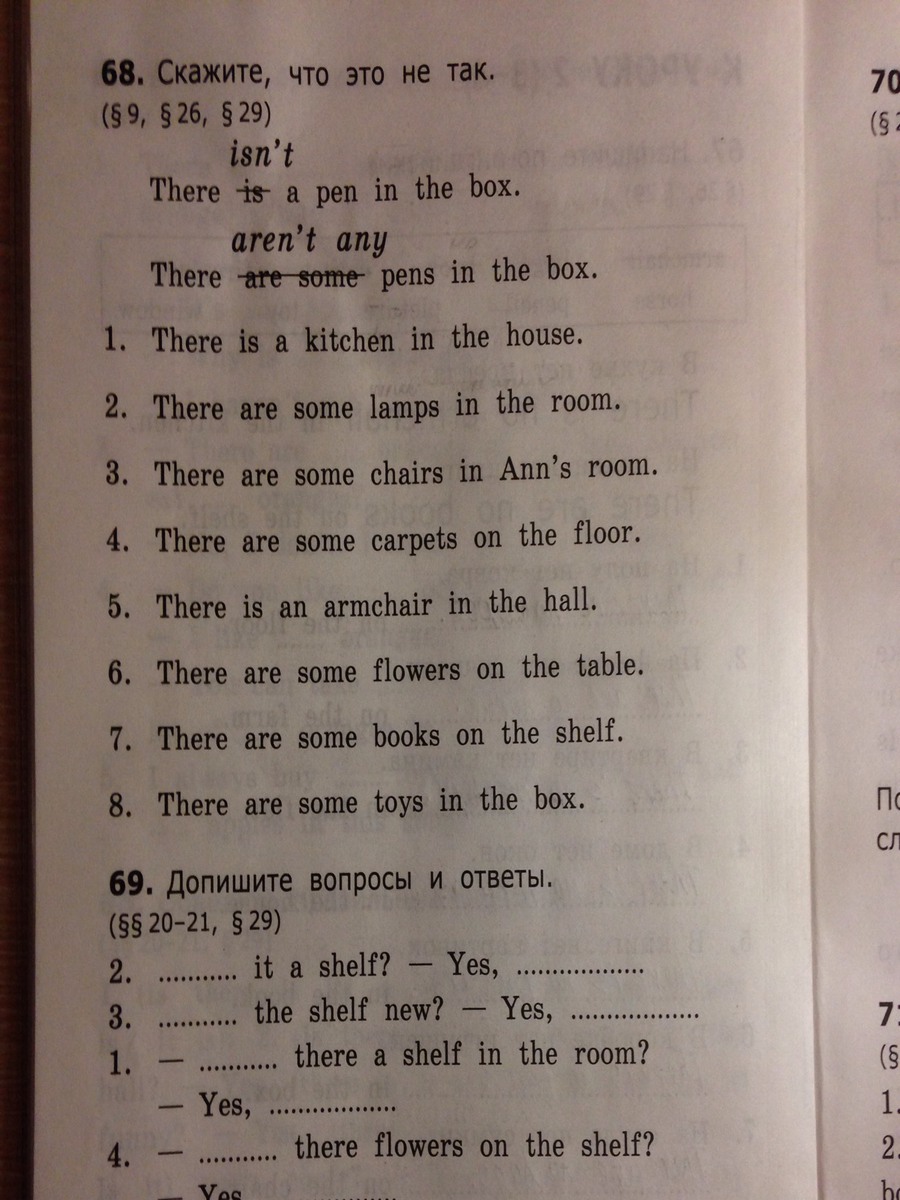 68. Скажите, что это не так.
(§ 9, § 26, § 29)
isn't
There is a pen in the box.
aren't any
There are some pens in the box.
1. There is a kitchen in the house.
2. There are some lamps in the room.
3. There are some chairs in Ann's room.
4. There are some carpets on the floor.
5. There is an armchair in the hall.
6. There are some flowers on the table.
7. There are some books on the shelf.
8. There are some toys in the box.
69. Допишите вопросы и ответы.
(§§ 20–21, § 29)
2. ........... it a shelf? — Yes, ..................
3. ........... the shelf new? — Yes, ..................
1. — ........... there a shelf in the room?
— Yes, ..................
4. — ........... there flowers on the shelf?
— Yes
70
(§
71
(§
1.
2.